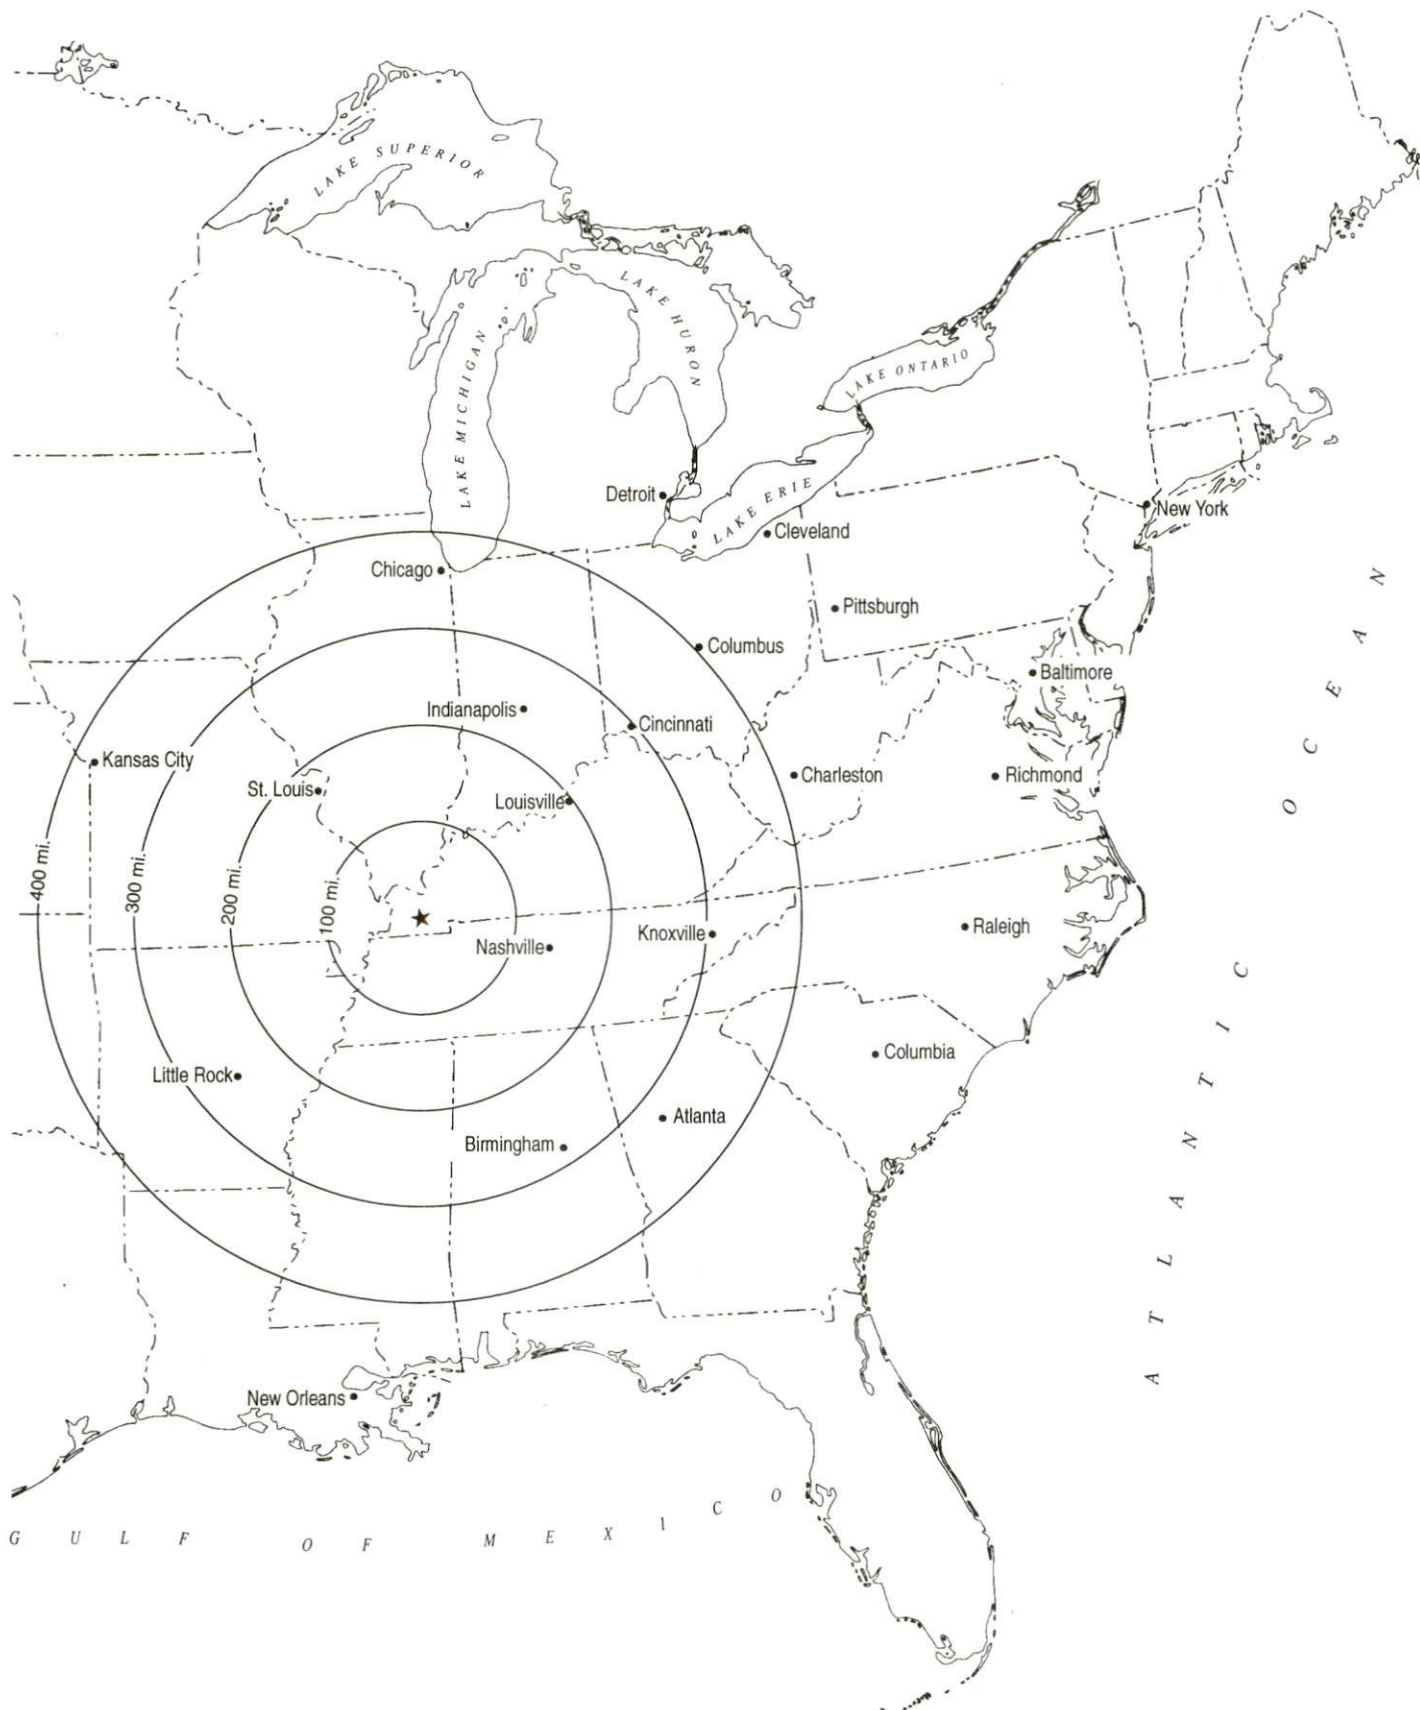 LAKE SUPERIOR
LAKE HURON
LAKE MICHIGAN
LAKE ONTARIO
LAKE ERIE
Detroit
New York
Cleveland
Chicago
Pittsburgh
Columbus
Baltimore
Indianapolis
Cincinnati
Kansas City
Charleston
Richmond
St. Louis
Louisville
400 mi.
300 mi.
200 mi.
100 mi.
Nashville
Knoxville
Raleigh
Columbia
Little Rock
Atlanta
Birmingham
New Orleans
ATLANTIC OCEAN
GULF OF MEXICO